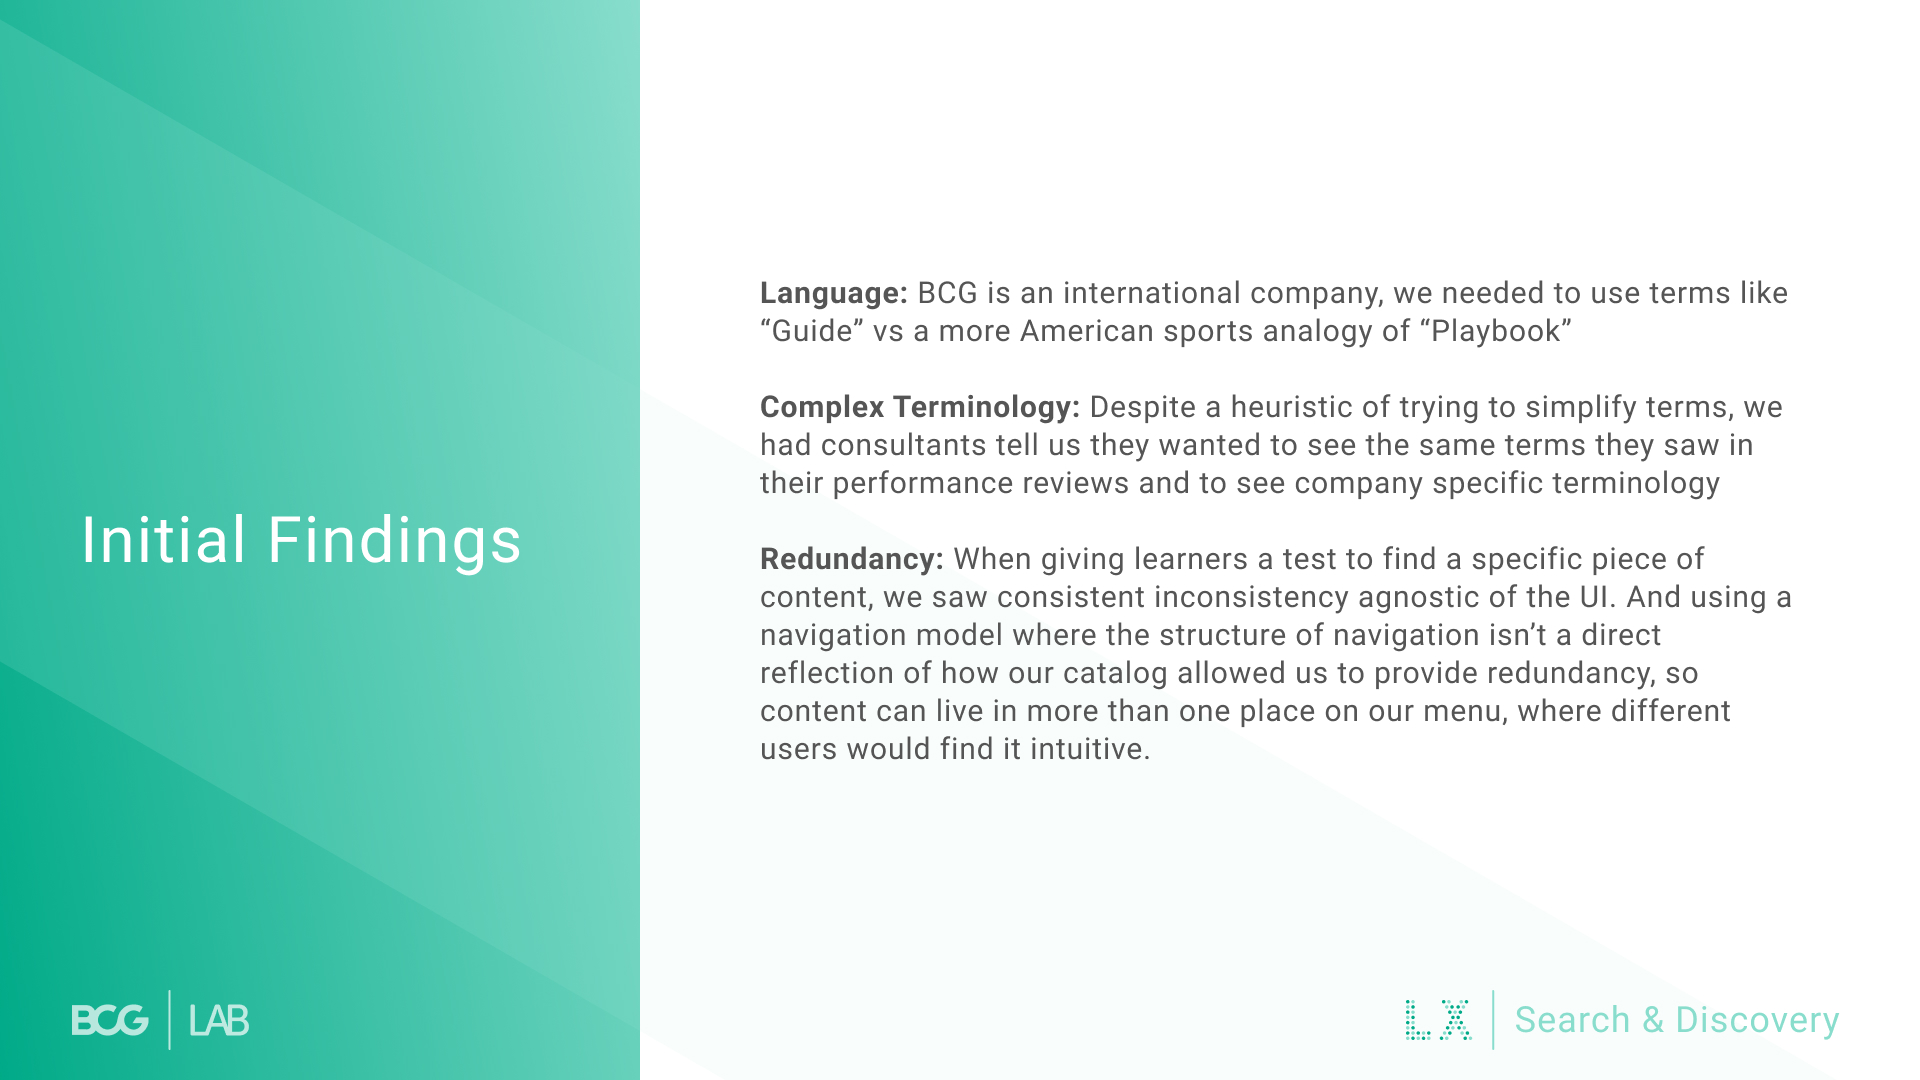 Initial Findings
Language: BCG is an international company, we needed to use terms like
“Guide” vs a more American sports analogy of “Playbook”
Complex Terminology: Despite a heuristic of trying to simplify terms, we
had consultants tell us they wanted to see the same terms they saw in
their performance reviews and to see company specific terminology
Redundancy: When giving learners a test to find a specific piece of
content, we saw consistent inconsistency agnostic of the UI. And using a
navigation model where the structure of navigation isn’t a direct
reflection of how our catalog allowed us to provide redundancy, so
content can live in more than one place on our menu, where different
users would find it intuitive.
BCG | LAB
LX | Search & Discovery